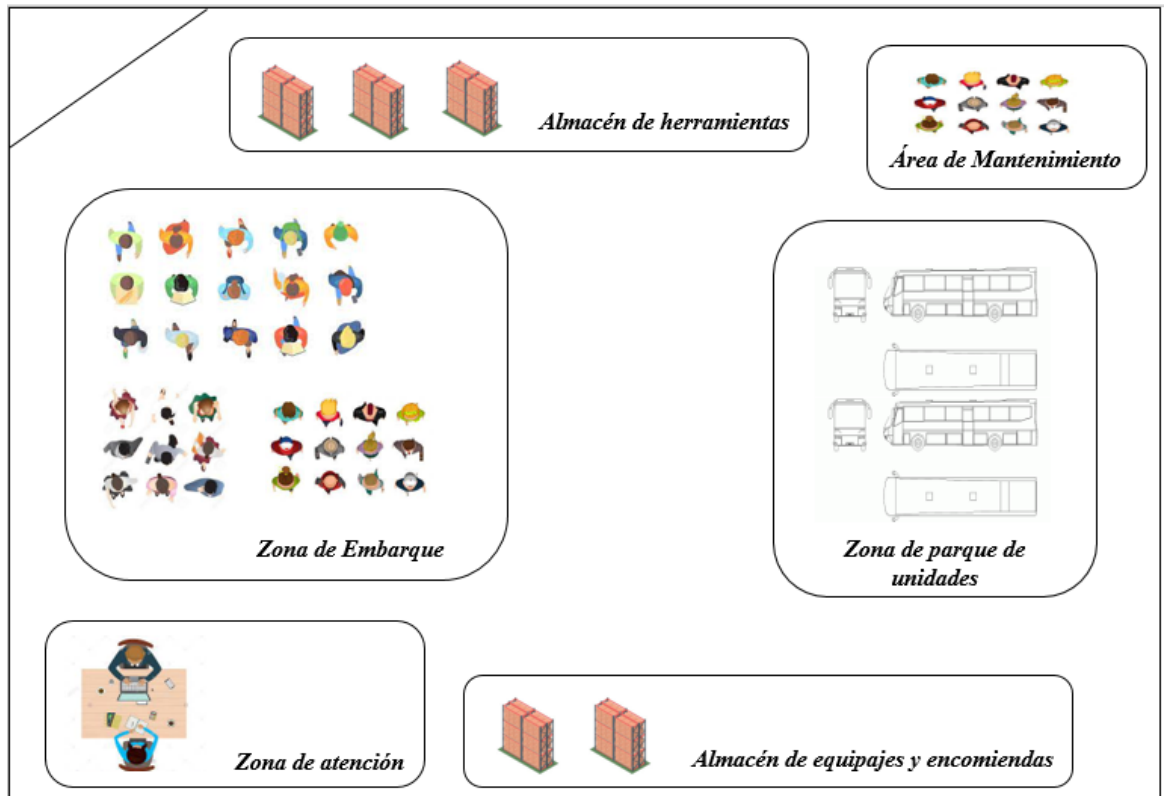 Almacén de herramientas
Área de Mantenimiento
Zona de Embarque
Zona de parque de
unidades
Zona de atención
Almacén de equipajes y encomiendas